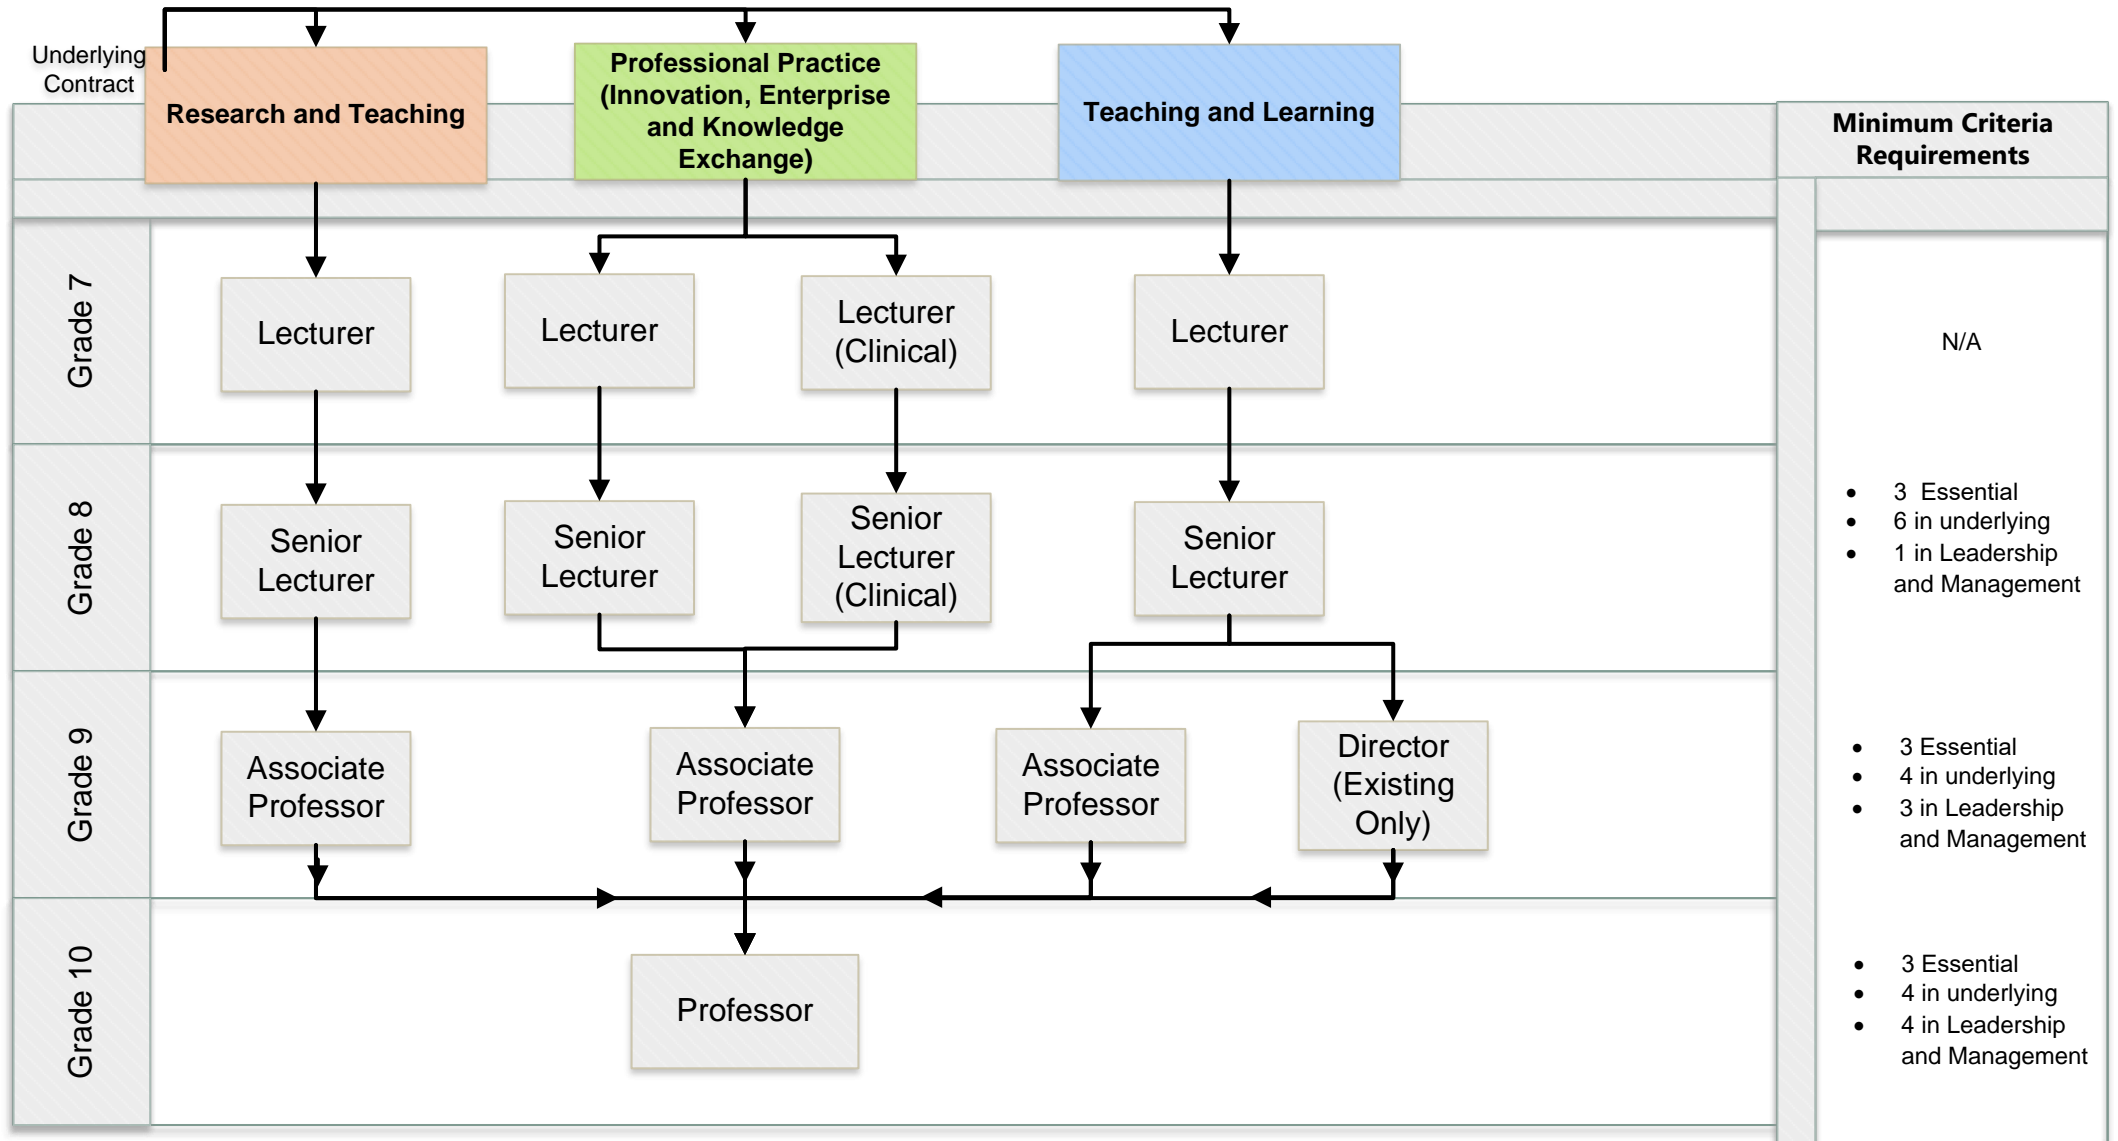 Underlying
Contract
Research and Teaching
Professional Practice
(Innovation, Enterprise
and Knowledge
Exchange)
Teaching and Learning
Minimum Criteria
Requirements
Grade 7
Lecturer
Lecturer
Lecturer
(Clinical)
Lecturer
N/A
Grade 8
Senior
Lecturer
Senior
Lecturer
Senior
Lecturer
(Clinical)
Senior
Lecturer
• 3 Essential
• 6 in underlying
• 1 in Leadership
and Management
Grade 9
Associate
Professor
Associate
Professor
Associate
Professor
Director
(Existing
Only)
• 3 Essential
• 4 in underlying
• 3 in Leadership
and Management
Grade 10
Professor
• 3 Essential
• 4 in underlying
• 4 in Leadership
and Management